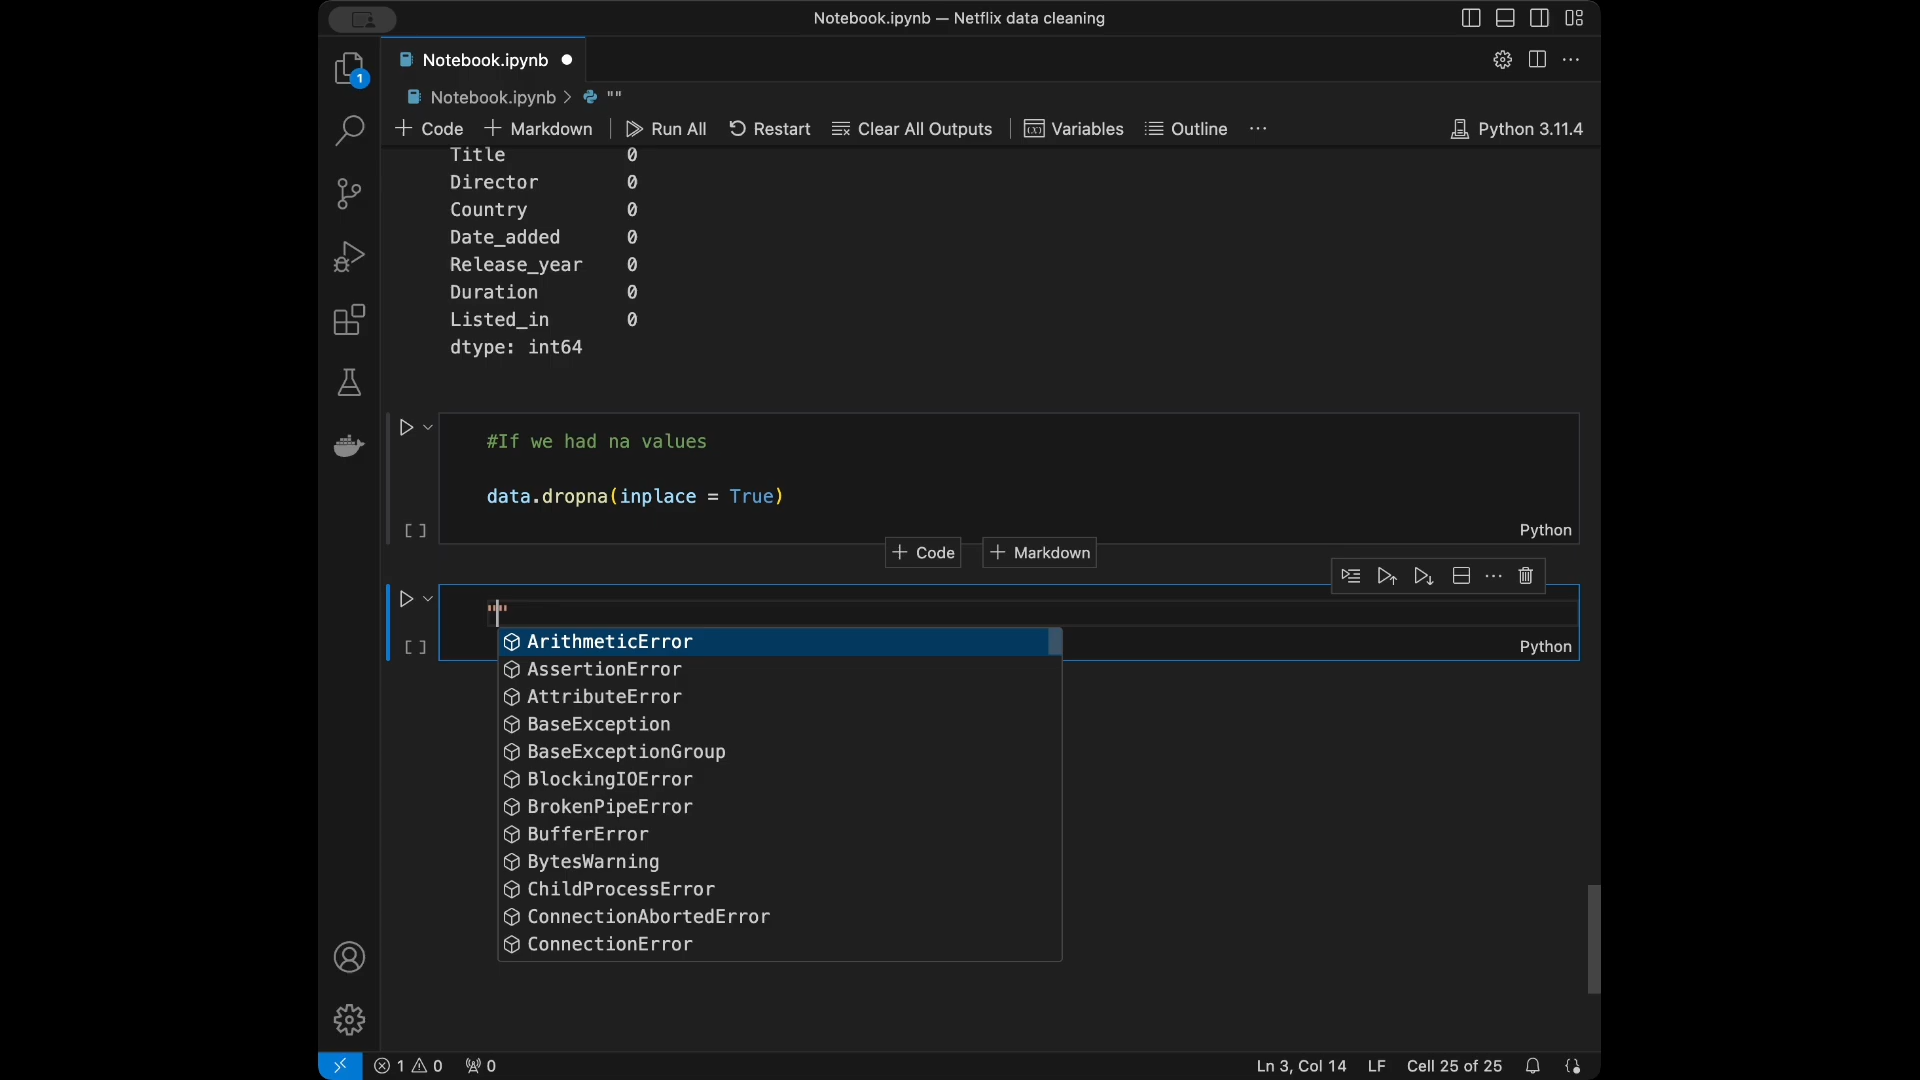 Notebook.ipynb — Netflix data cleaning
1
Notebook.ipynb
Notebook.ipynb > ""
Code Markdown Run All Restart Clear All Outputs Variables Outline ... Python 3.11.4
Title 0
Director 0
Country 0
Date_added 0
Release_year 0
Duration 0
Listed_in 0
dtype: int64
#If we had na values
data.dropna(inplace = True)
[ ] Python
+ Code + Markdown
""
[ ] Python
ArithmeticError
AssertionError
AttributeError
BaseException
BaseExceptionGroup
BlockingIOError
BrokenPipeError
BufferError
BytesWarning
ChildProcessError
ConnectionAbortedError
ConnectionError
1 0 0 Ln 3, Col 14 LF Cell 25 of 25